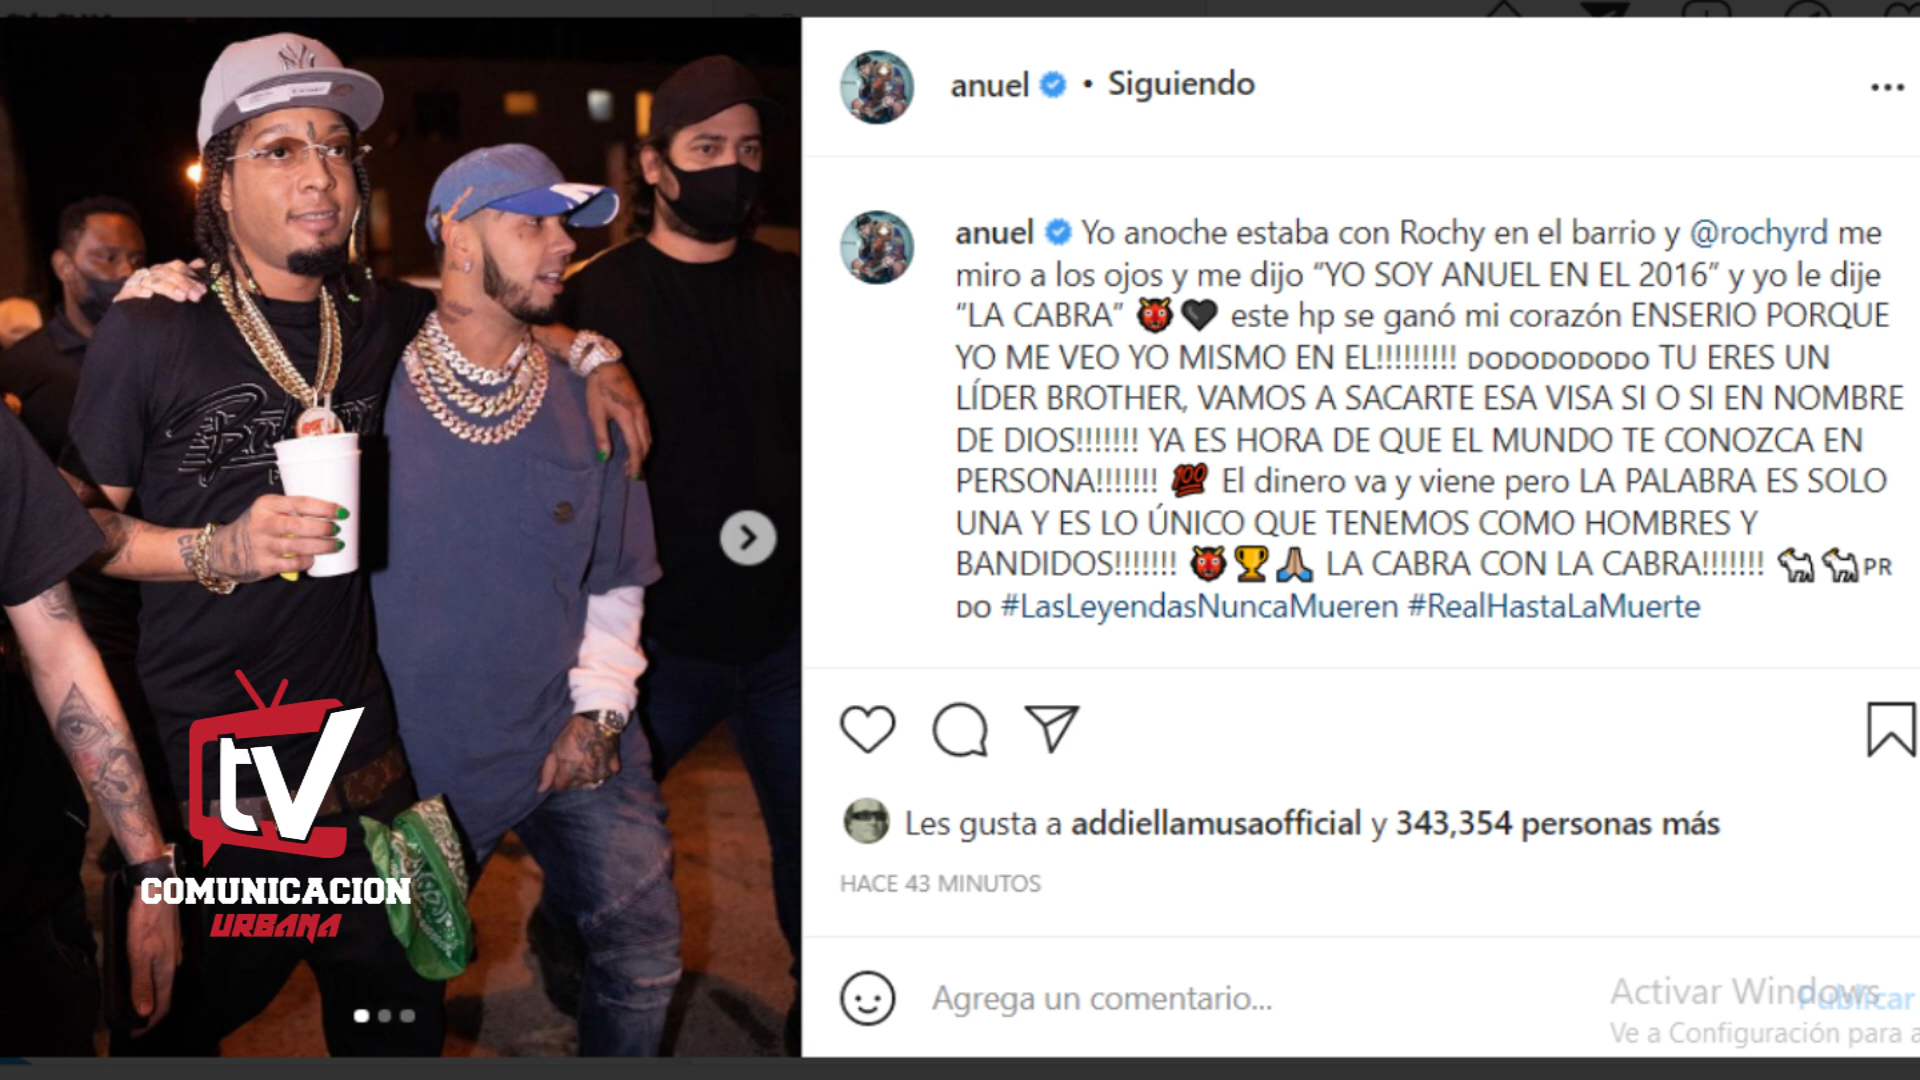 anuel • Siguiendo
anuel Yo anoche estaba con Rochy en el barrio y @rochyrd me
miro a los ojos y me dijo “YO SOY ANUEL EN EL 2016” y yo le dije
“LA CABRA” 👹🖤 este hp se ganó mi corazón ENSERIO PORQUE
YO ME VEO YO MISMO EN EL!!!!!!!!! DODODODODO TU ERES UN
LÍDER BROTHER, VAMOS A SACARTE ESA VISA SI O SI EN NOMBRE
DE DIOS!!!!!!! YA ES HORA DE QUE EL MUNDO TE CONOZCA EN
PERSONA!!!!!!! 💯 El dinero va y viene pero LA PALABRA ES SOLO
UNA Y ES LO ÚNICO QUE TENEMOS COMO HOMBRES Y
BANDIDOS!!!!!!! 👹🏆🙏🏽 LA CABRA CON LA CABRA!!!!!!! 🐐🐐PR
DO #LasLeyendasNuncaMueren #RealHastaLaMuerte
Les gusta a addiellamusaofficial y 343,354 personas más
HACE 43 MINUTOS
Agrega un comentario...
Publicar
Activar Windows
Ve a Configuración para a
NY
tv
COMUNICACION
URBANA